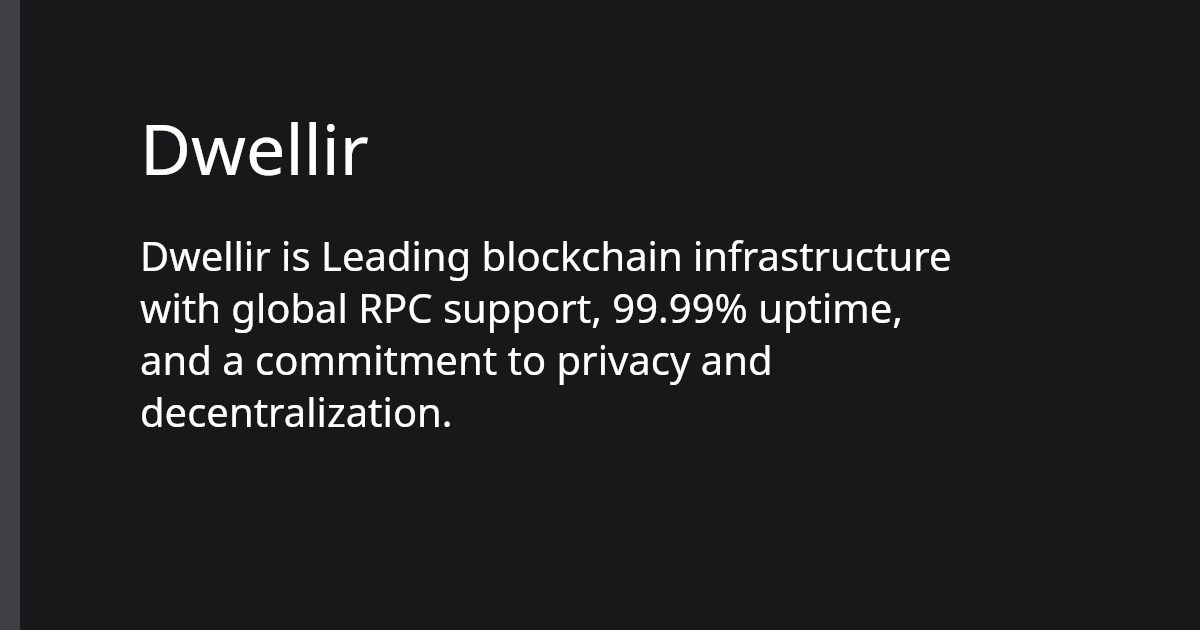 Dwellir
Dwellir is Leading blockchain infrastructure
with global RPC support, 99.99% uptime,
and a commitment to privacy and
decentralization.